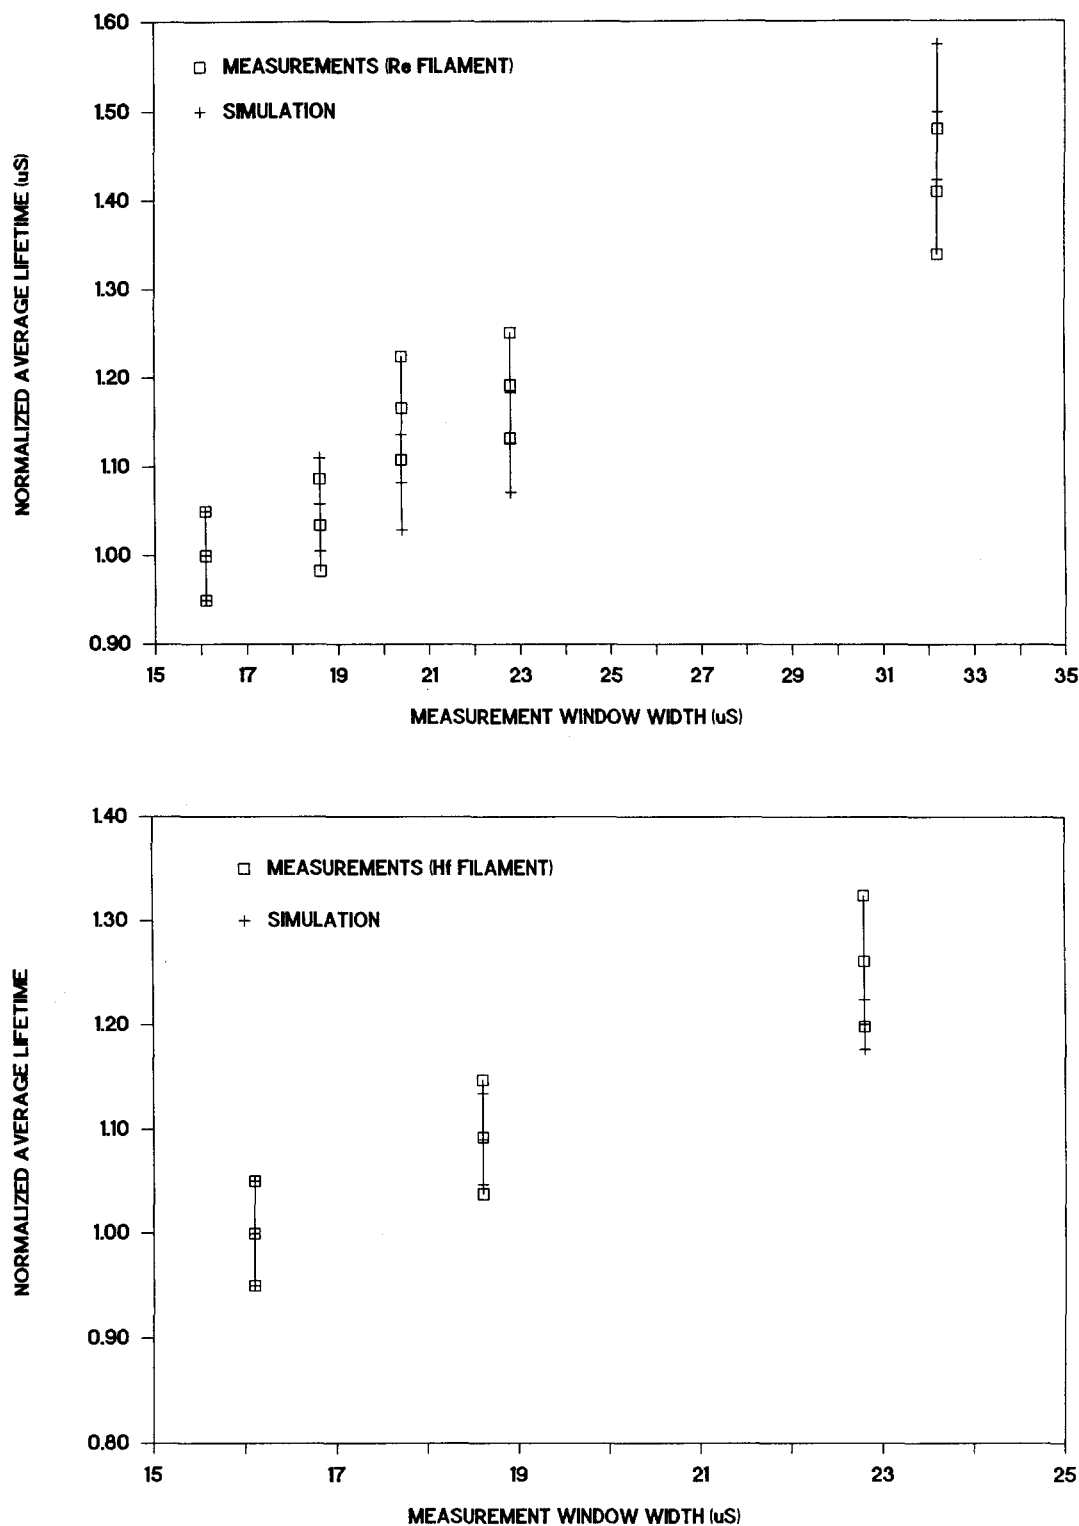 NORMALIZED AVERAGE LIFETIME (uS)
1.60
1.50
1.40
1.30
1.20
1.10
1.00
0.90
MEASUREMENTS (Re FILAMENT)
SIMULATION
15 17 19 21 23 25 27 29 31 33 35
MEASUREMENT WINDOW WIDTH (uS)
NORMALIZED AVERAGE LIFETIME
1.40
1.30
1.20
1.10
1.00
0.90
0.80
MEASUREMENTS (Hf FILAMENT)
SIMULATION
15 17 19 21 23 25
MEASUREMENT WINDOW WIDTH (uS)